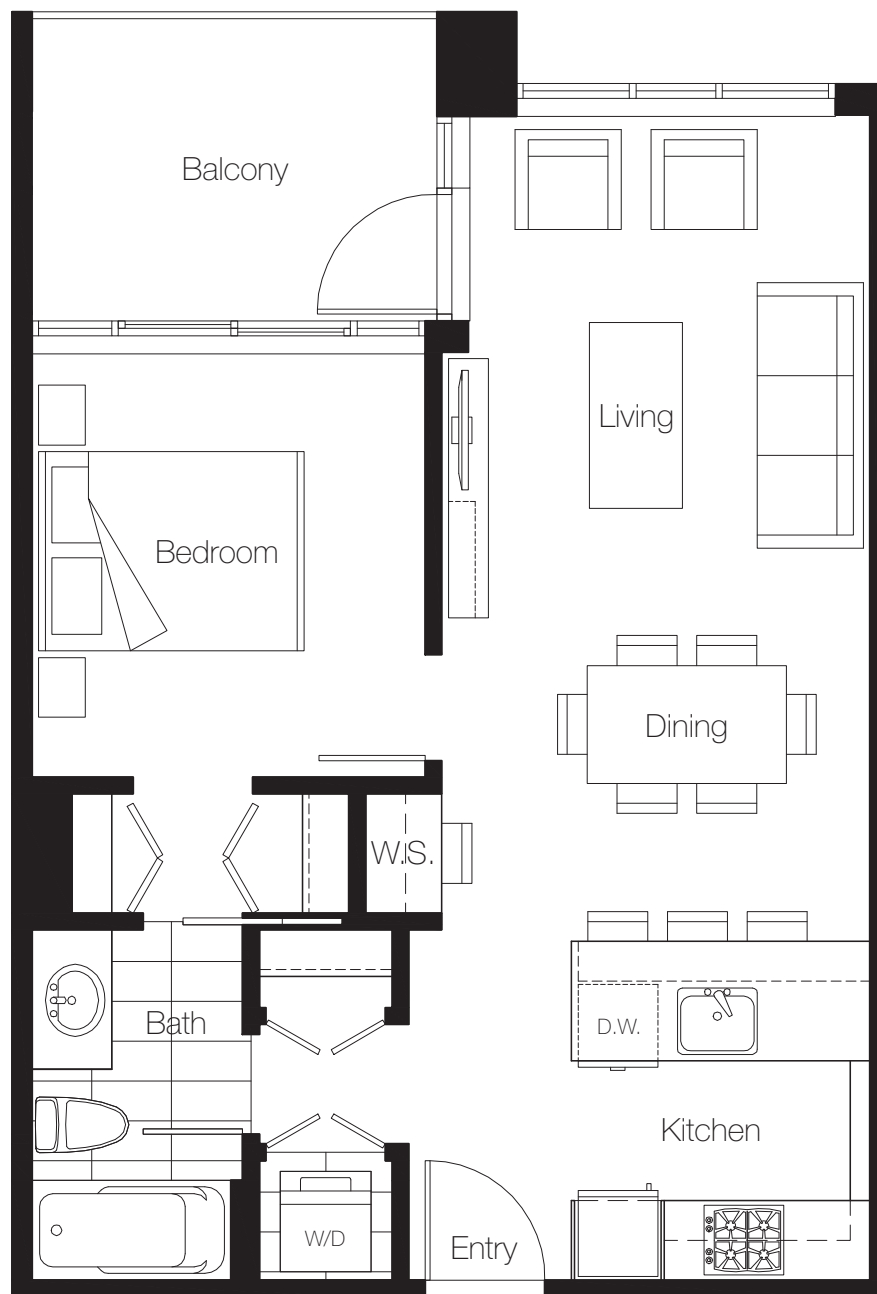 Balcony
Living
Bedroom
Dining
W.S.
D.W.
Bath
Kitchen
W/D
Entry